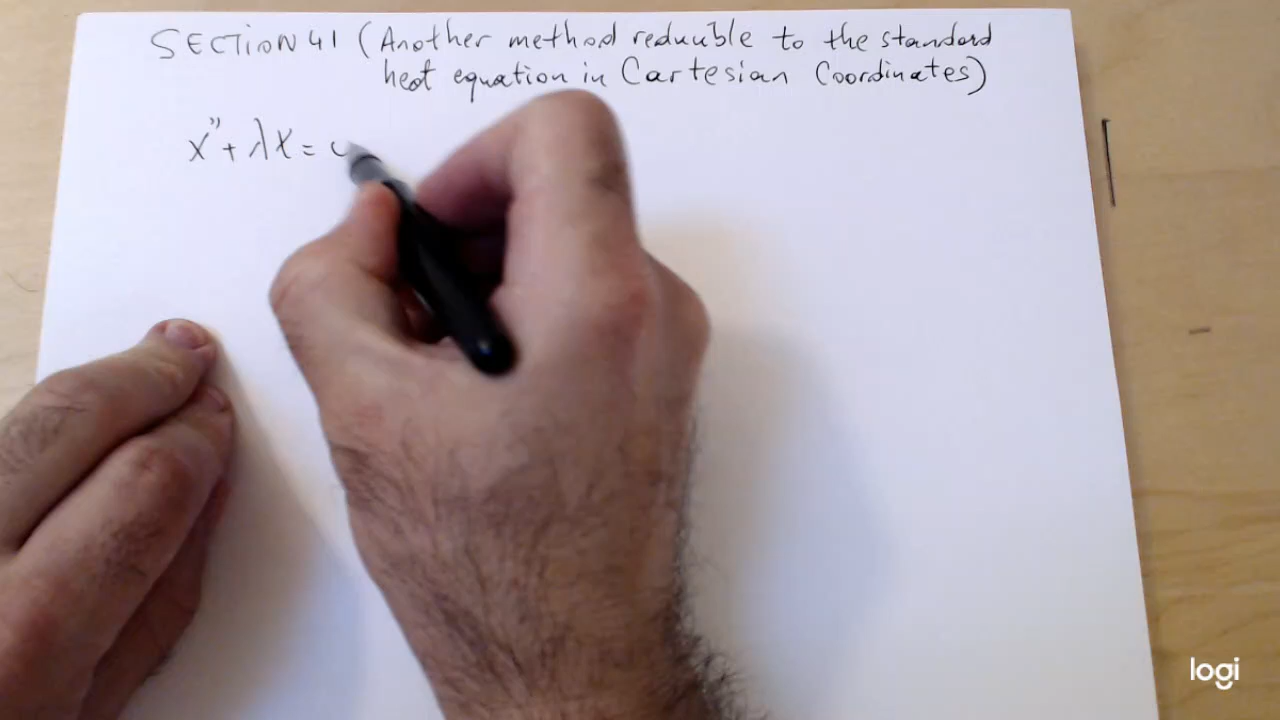 SECTION 41 (Another method reducible to the standard
heat equation in Cartesian Coordinates)
X'' + λX =
logi